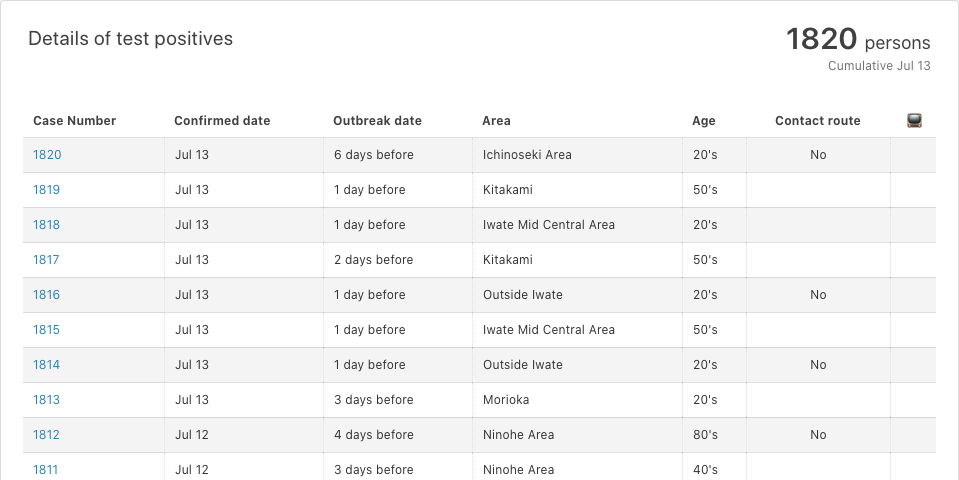 Details of test positives
1820 persons
Cumulative Jul 13
Case Number Confirmed date Outbreak date Area Age Contact route
1820 Jul 13 6 days before Ichinoseki Area 20's No
1819 Jul 13 1 day before Kitakami 50's
1818 Jul 13 1 day before Iwate Mid Central Area 20's
1817 Jul 13 2 days before Kitakami 50's
1816 Jul 13 1 day before Outside Iwate 20's No
1815 Jul 13 1 day before Iwate Mid Central Area 50's
1814 Jul 13 1 day before Outside Iwate 20's No
1813 Jul 13 3 days before Morioka 20's
1812 Jul 12 4 days before Ninohe Area 80's No
1811 Jul 12 3 days before Ninohe Area 40's